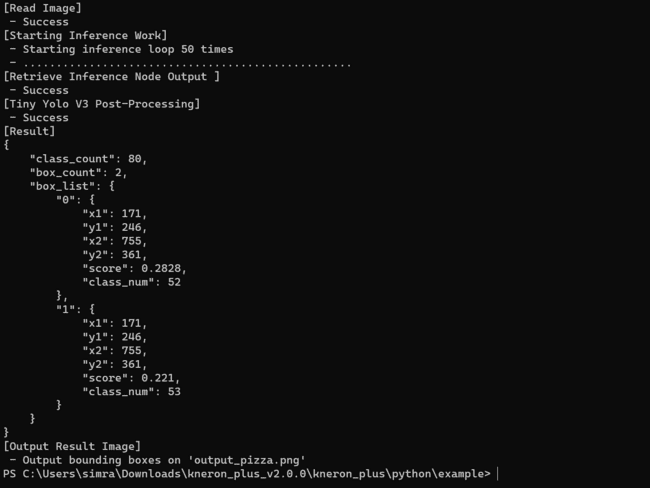 [Read Image]
 - Success
[Starting Inference Work]
 - Starting inference loop 50 times
 - ..................................................
[Retrieve Inference Node Output ]
 - Success
[Tiny Yolo V3 Post-Processing]
 - Success
[Result]
{
    "class_count": 80,
    "box_count": 2,
    "box_list": {
        "0": {
            "x1": 171,
            "y1": 246,
            "x2": 755,
            "y2": 361,
            "score": 0.2828,
            "class_num": 52
        },
        "1": {
            "x1": 171,
            "y1": 246,
            "x2": 755,
            "y2": 361,
            "score": 0.221,
            "class_num": 53
        }
    }
}
[Output Result Image]
 - Output bounding boxes on 'output_pizza.png'
PS C:\Users\simra\Downloads\kneron_plus_v2.0.0\kneron_plus\python\example>